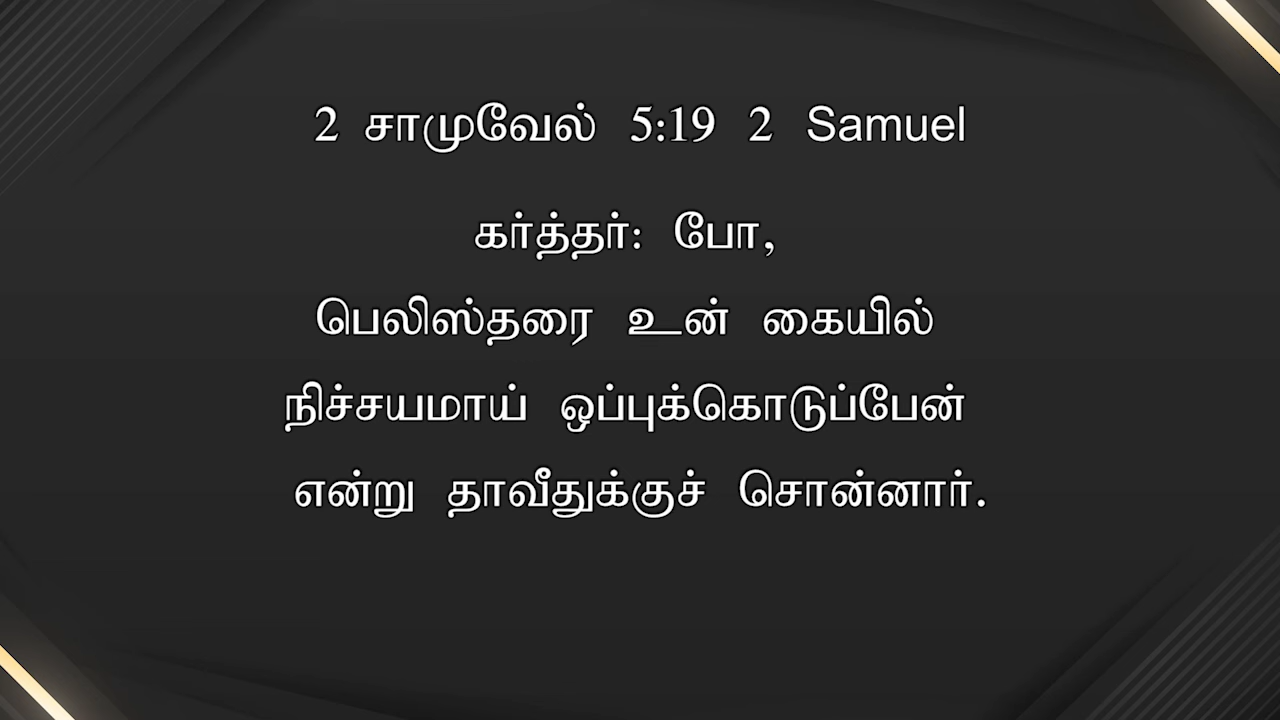 2 சாமுவேல் 5:19 2 Samuel
கர்த்தர்: போ,
பெலிஸ்தரை உன் கையில்
நிச்சயமாய் ஒப்புக்கொடுப்பேன்
என்று தாவீதுக்குச் சொன்னார்.